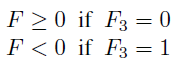 F ≥ 0 if F₃ = 0
F < 0 if F₃ = 1